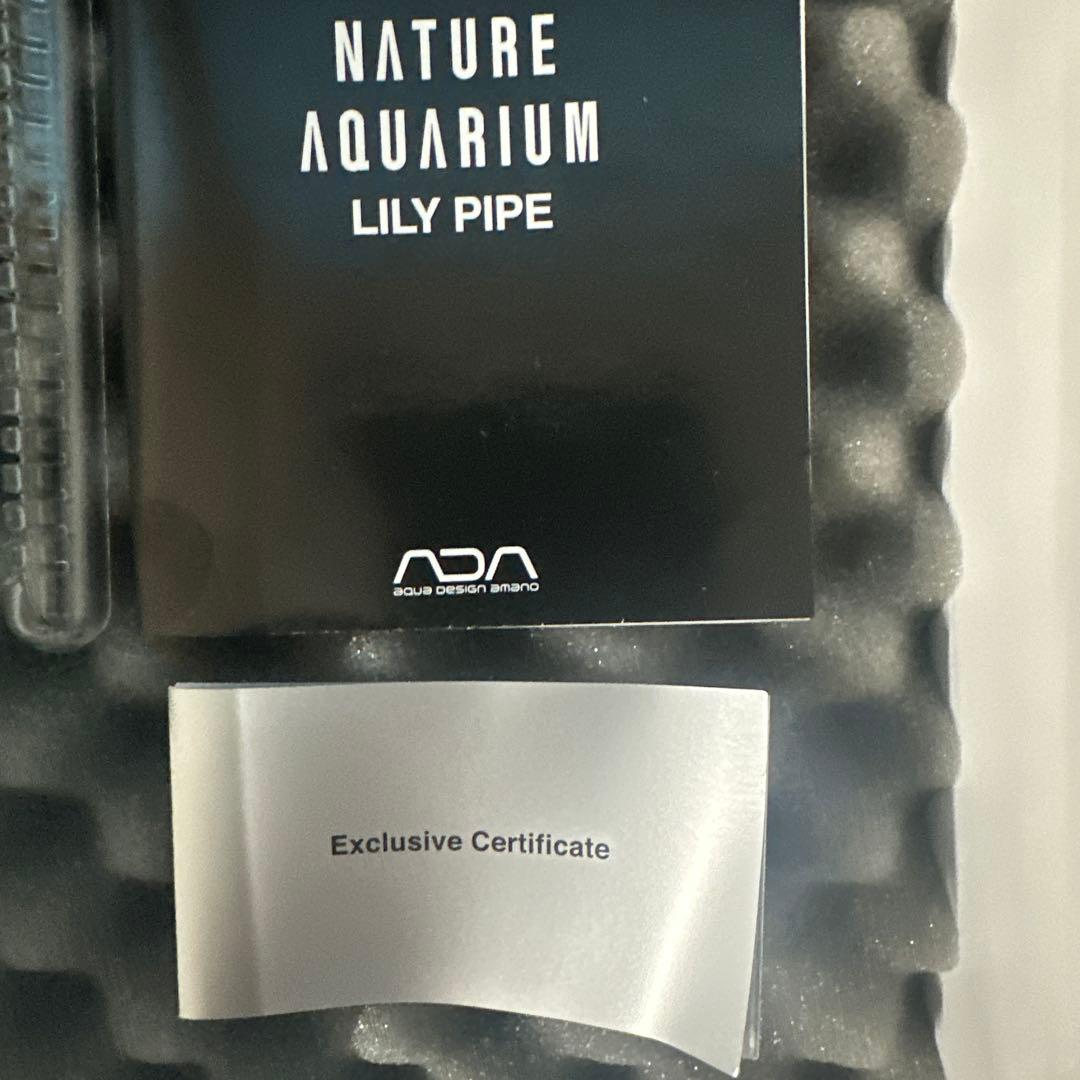 NATURE
AQUARIUM
LILY PIPE
ADA
aqua design amano
Exclusive Certificate